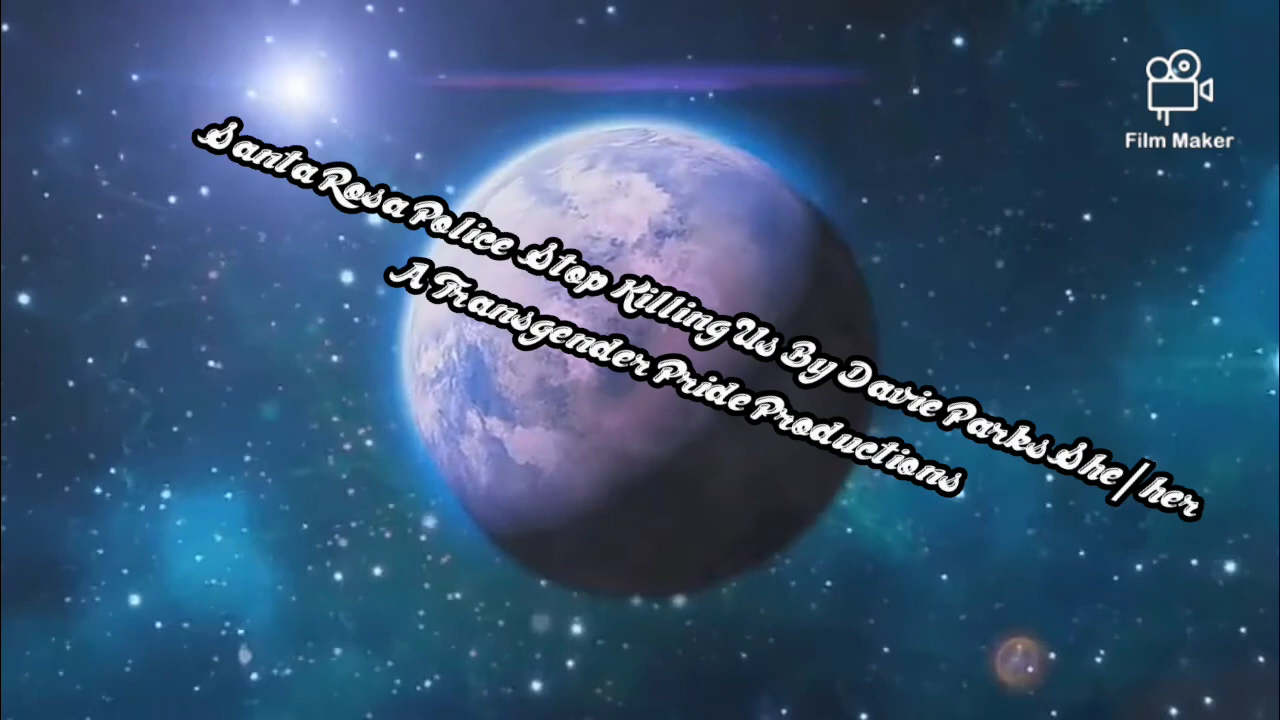 Film Maker
Santa Rosa Police Stop Killing Us By Davie Parks She/her
A Transgender Pride Productions